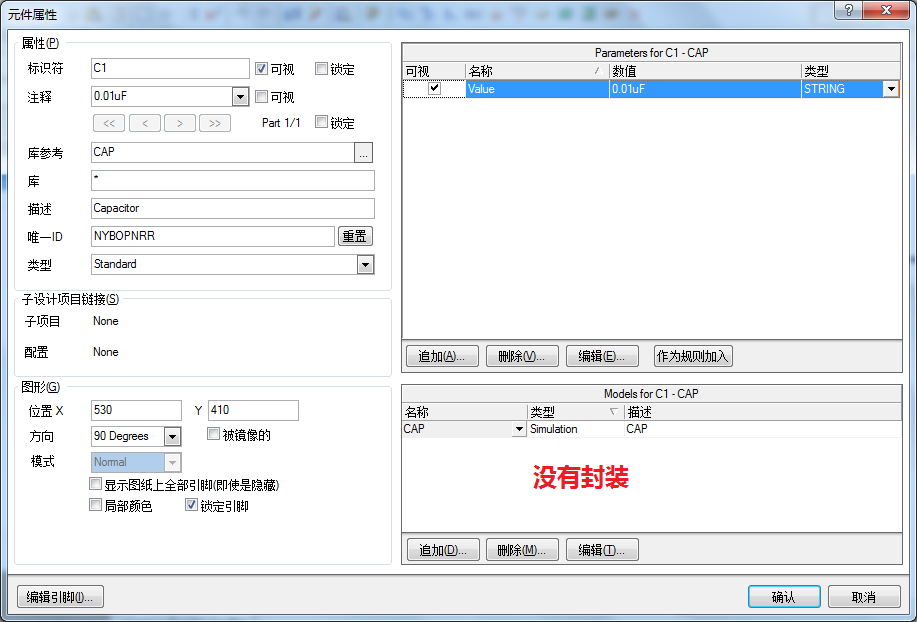 元件属性
属性(P)
标识符 C1 可视 锁定
注释 0.01uF 可视
<< < > >> Part 1/1 锁定
库参考 CAP ...
库 *
描述 Capacitor
唯一ID NYBOPNRR 重置
类型 Standard
子设计项目链接(S)
子项目 None
配置 None
图形(G)
位置 X 530 Y 410
方向 90 Degrees 被镜像的
模式 Normal
显示图纸上全部引脚(即使是隐藏)
局部颜色 锁定引脚
Parameters for C1 - CAP
可视 名称 / 数值 类型
Value 0.01uF STRING
追加(A)... 删除(V)... 编辑(E)... 作为规则加入
Models for C1 - CAP
名称 类型 描述
CAP Simulation CAP
没有封装
追加(D)... 删除(M)... 编辑(T)...
编辑引脚(I)... 确认 取消